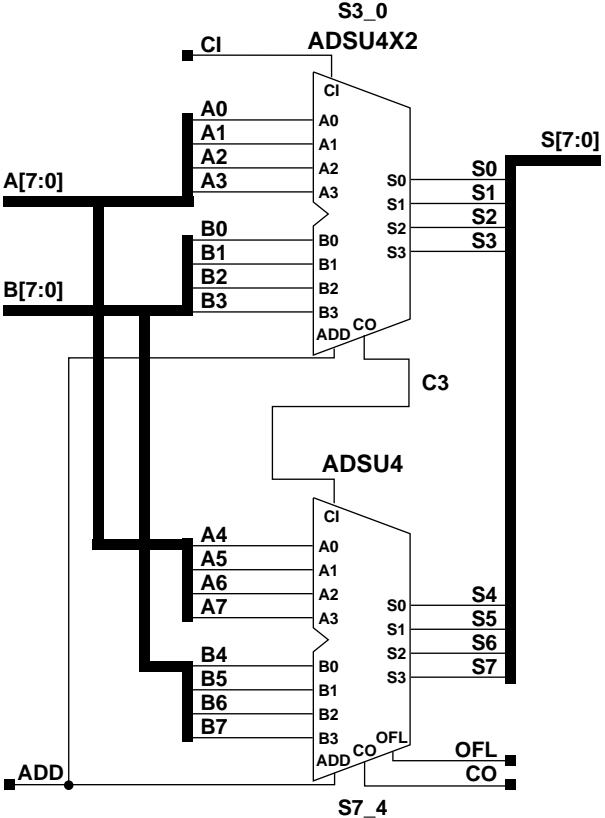 S3_0
ADSU4X2
CI
CI
A0
A1
A2
A3
A0
A1
A2
A3
A[7:0]
B0
B1
B2
B3
B0
B1
B2
B3
B[7:0]
ADD
CO
S0
S1
S2
S3
S0
S1
S2
S3
S[7:0]
C3
ADSU4
CI
A4
A5
A6
A7
A0
A1
A2
A3
B4
B5
B6
B7
B0
B1
B2
B3
S0
S1
S2
S3
S4
S5
S6
S7
ADD
CO
OFL
OFL
CO
ADD
S7_4